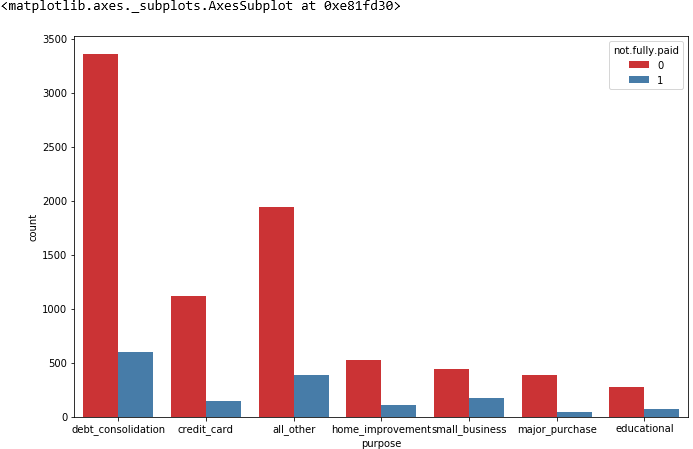 <matplotlib.axes._subplots.AxesSubplot at 0xe81fd30>
not.fully.paid
0
1
3500
3000
2500
2000
1500
1000
500
0
count
debt_consolidation credit_card all_other home_improvement small_business major_purchase educational
purpose